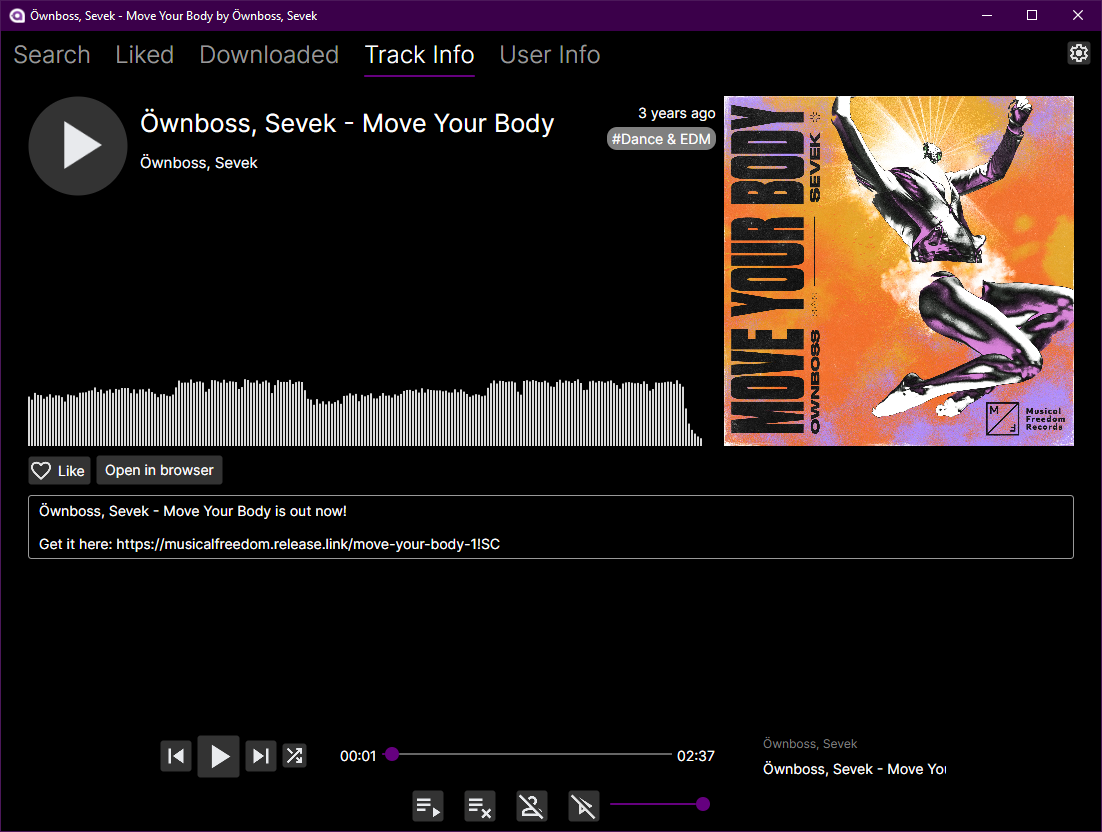 Öwnboss, Sevek - Move Your Body by Öwnboss, Sevek
Search Liked Downloaded Track Info User Info
Öwnboss, Sevek - Move Your Body
Öwnboss, Sevek
3 years ago
#Dance & EDM
MOVE YOUR BODY
OWNBOSS SEVEK
M
F
Musical
Freedom
Records
Like
Open in browser
Öwnboss, Sevek - Move Your Body is out now!
Get it here: https://musicalfreedom.release.link/move-your-body-1!SC
00:01
02:37
Öwnboss, Sevek
Öwnboss, Sevek - Move You